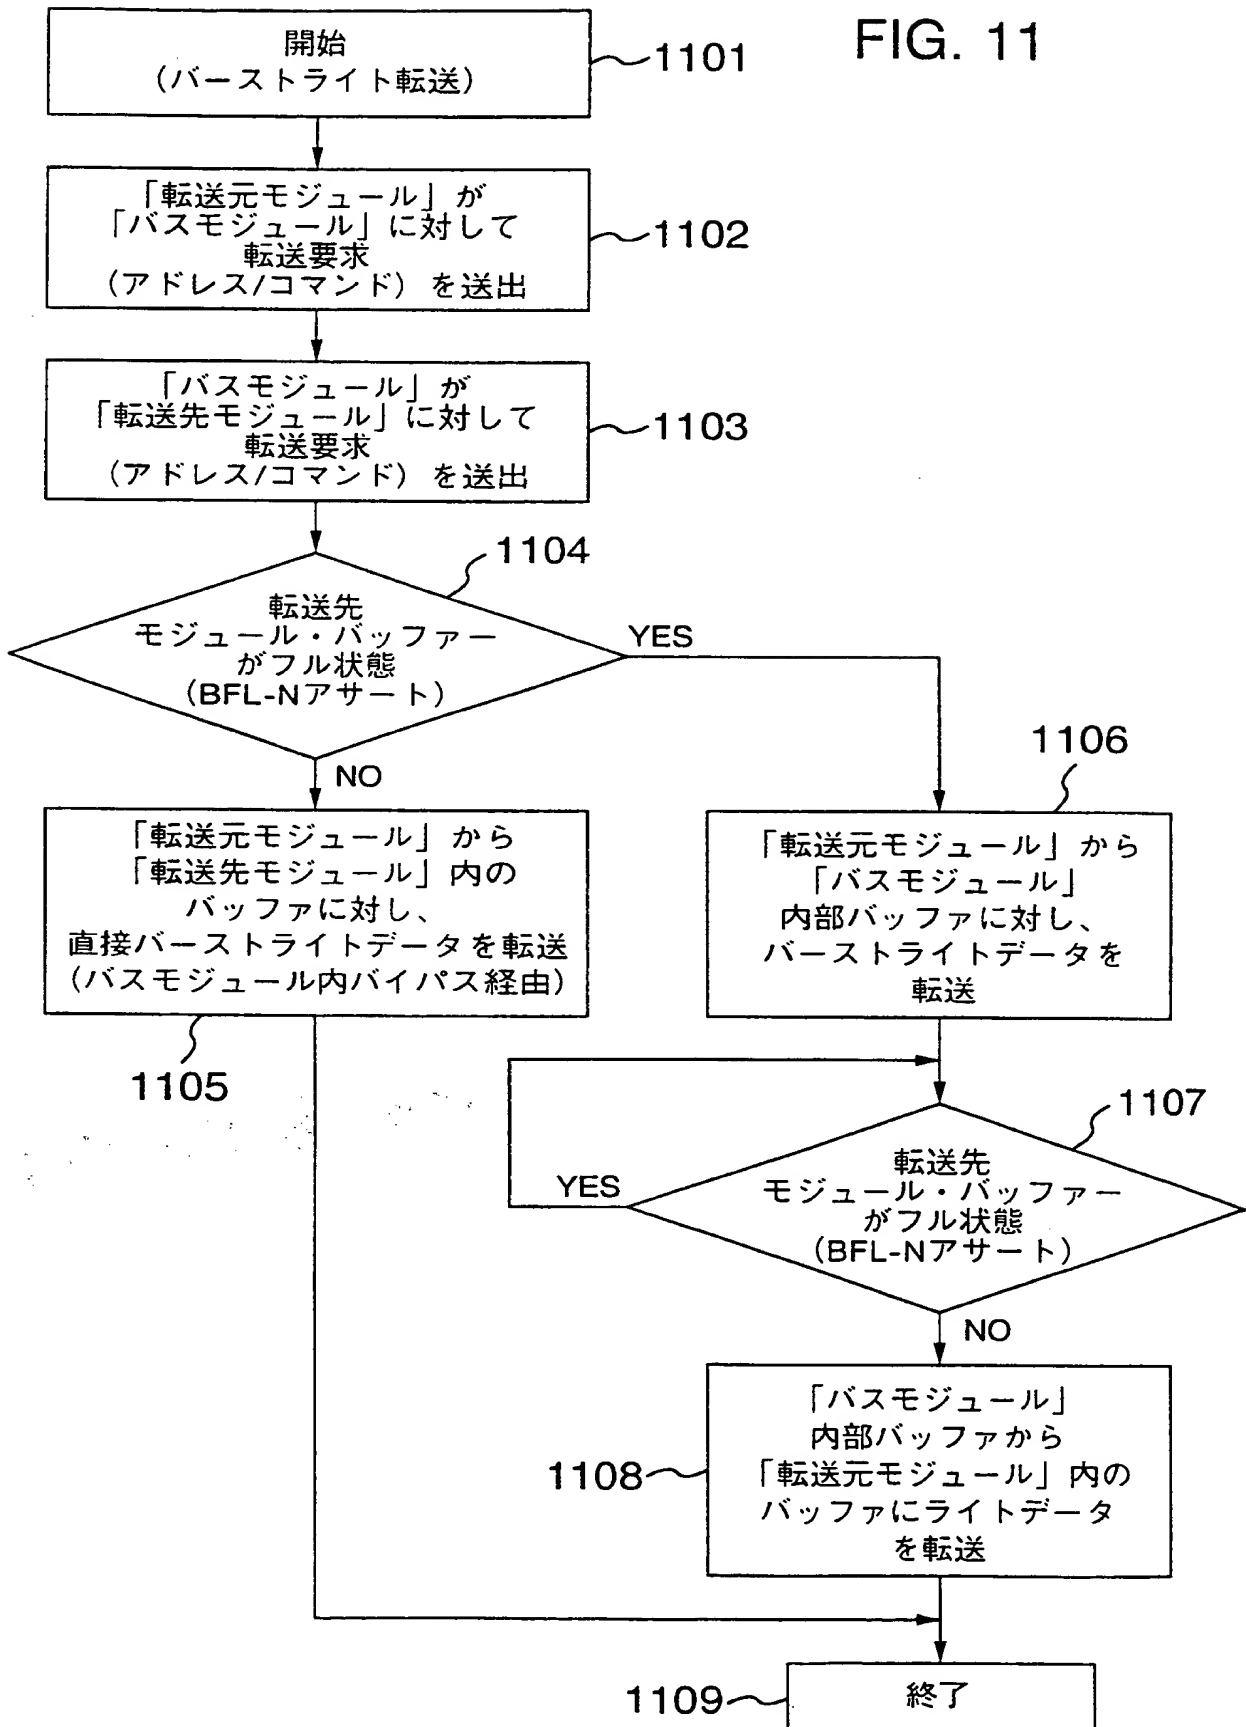 FIG. 11
開始
(バーストライト転送)
1101
「転送元モジュール」が
「バスモジュール」に対して
転送要求
(アドレス/コマンド) を送出
1102
「バスモジュール」が
「転送先モジュール」に対して
転送要求
(アドレス/コマンド) を送出
1103
1104
転送先
モジュール・バッファー
がフル状態
(BFL-Nアサート)
YES
NO
1106
「転送元モジュール」から
「転送先モジュール」内の
バッファに対し、
直接バーストライトデータを転送
(バスモジュール内バイパス経由)
1105
「転送元モジュール」から
「バスモジュール」
内部バッファに対し、
バーストライトデータを
転送
1107
転送先
モジュール・バッファー
がフル状態
(BFL-Nアサート)
YES
NO
「バスモジュール」
内部バッファから
「転送元モジュール」内の
バッファにライトデータ
を転送
1108
終了
1109